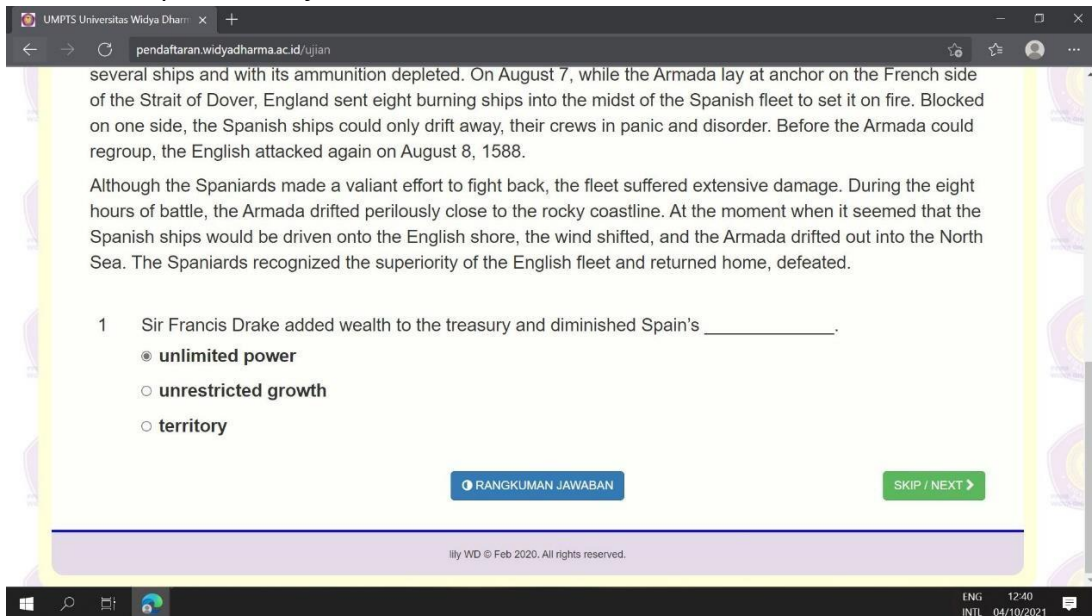 UMPTS Universitas Widya Dharm
pendaftaran.widyadharma.ac.id/ujian
several ships and with its ammunition depleted. On August 7, while the Armada lay at anchor on the French side
of the Strait of Dover, England sent eight burning ships into the midst of the Spanish fleet to set it on fire. Blocked
on one side, the Spanish ships could only drift away, their crews in panic and disorder. Before the Armada could
regroup, the English attacked again on August 8, 1588.
Although the Spaniards made a valiant effort to fight back, the fleet suffered extensive damage. During the eight
hours of battle, the Armada drifted perilously close to the rocky coastline. At the moment when it seemed that the
Spanish ships would be driven onto the English shore, the wind shifted, and the Armada drifted out into the North
Sea. The Spaniards recognized the superiority of the English fleet and returned home, defeated.
1 Sir Francis Drake added wealth to the treasury and diminished Spain’s ______________.
unlimited power
unrestricted growth
territory
RANGKUMAN JAWABAN
SKIP / NEXT
lily WD © Feb 2020. All rights reserved.
ENG 12:40
INTL 04/10/2021